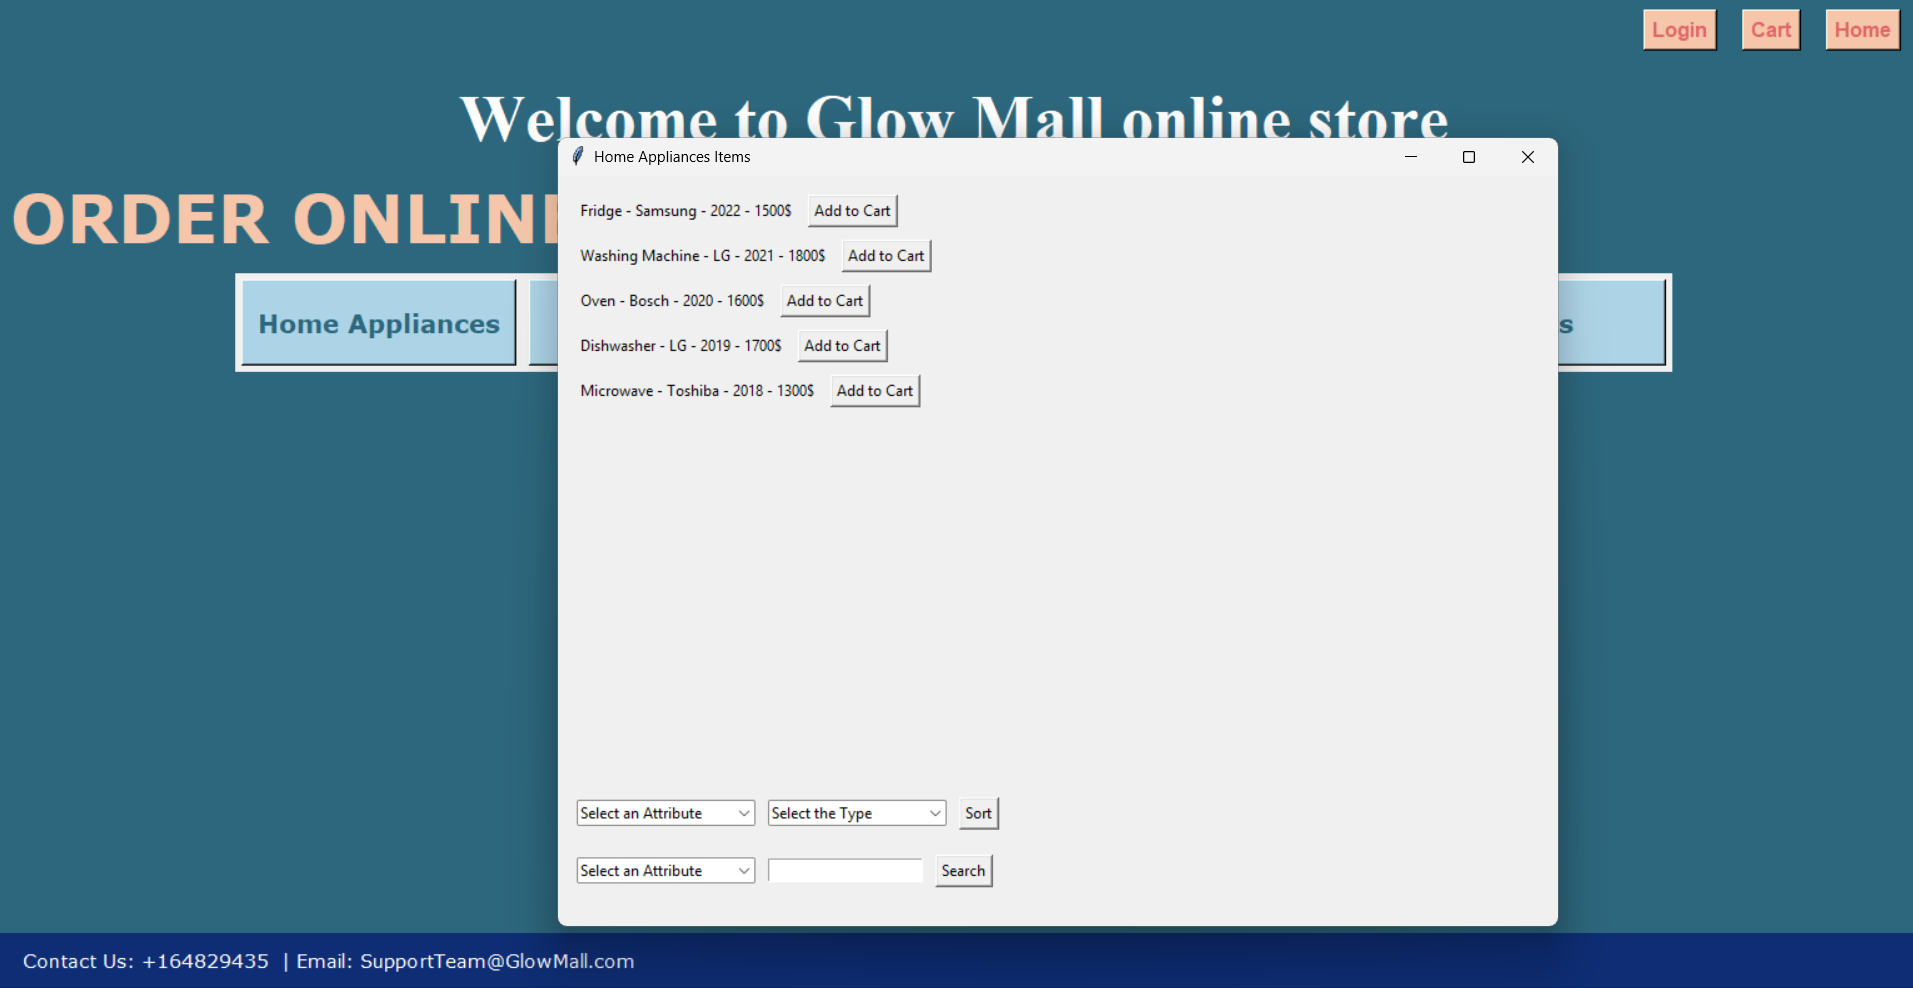 Login Cart Home
Welcome to Glow Mall online store
Home Appliances Items
ORDER ONLINE
Fridge - Samsung - 2022 - 1500$ Add to Cart
Washing Machine - LG - 2021 - 1800$ Add to Cart
Oven - Bosch - 2020 - 1600$ Add to Cart
Home Appliances
s
Dishwasher - LG - 2019 - 1700$ Add to Cart
Microwave - Toshiba - 2018 - 1300$ Add to Cart
Select an Attribute Select the Type Sort
Select an Attribute Search
Contact Us: +164829435 | Email: SupportTeam@GlowMall.com